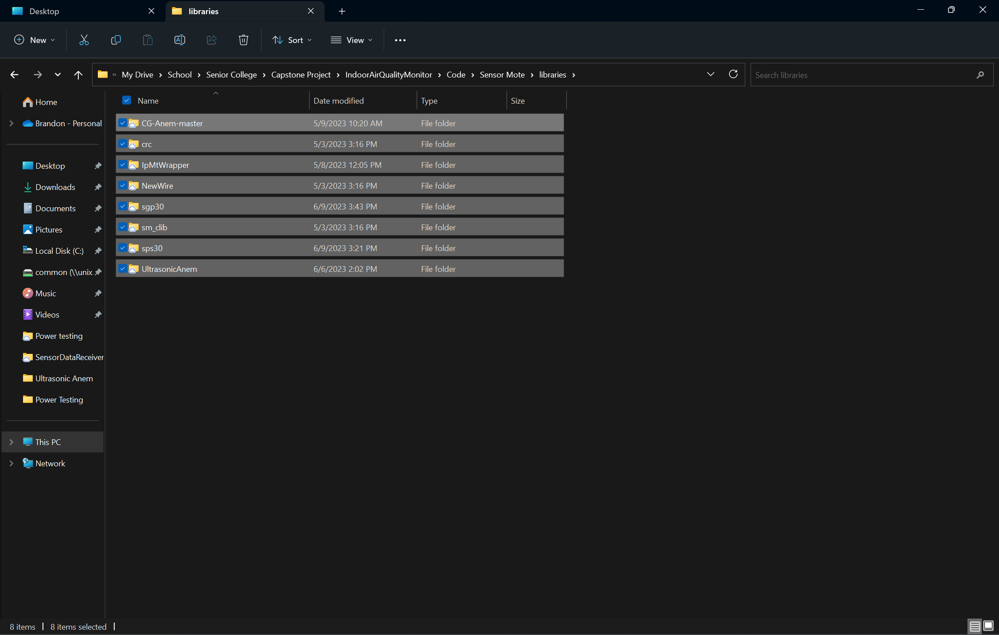 Desktop
libraries
New
Sort
View
« My Drive > School > Senior College > Capstone Project > IndoorAirQualityMonitor > Code > Sensor Mote > libraries >
Search libraries
Home
Brandon - Personal
Desktop
Downloads
Documents
Pictures
Local Disk (C:)
common (\\unix.
Music
Videos
Power testing
SensorDataReceiver
Ultrasonic Anem
Power Testing
This PC
Network
Name Date modified Type Size
CG-Anem-master 5/9/2023 10:20 AM File folder
crc 5/3/2023 3:16 PM File folder
IpMtWrapper 5/8/2023 12:05 PM File folder
NewWire 5/3/2023 3:16 PM File folder
sgp30 6/9/2023 3:43 PM File folder
sm_clib 5/3/2023 3:16 PM File folder
sps30 6/9/2023 3:21 PM File folder
UltrasonicAnem 6/6/2023 2:02 PM File folder
8 items | 8 items selected |